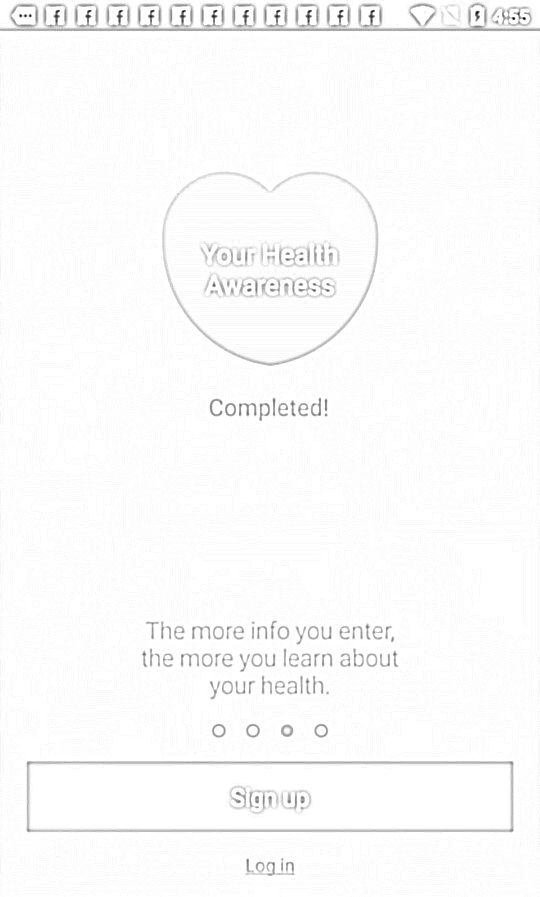 4:55
Your Health
Awareness
Completed!
The more info you enter,
the more you learn about
your health.
Sign up
Log in